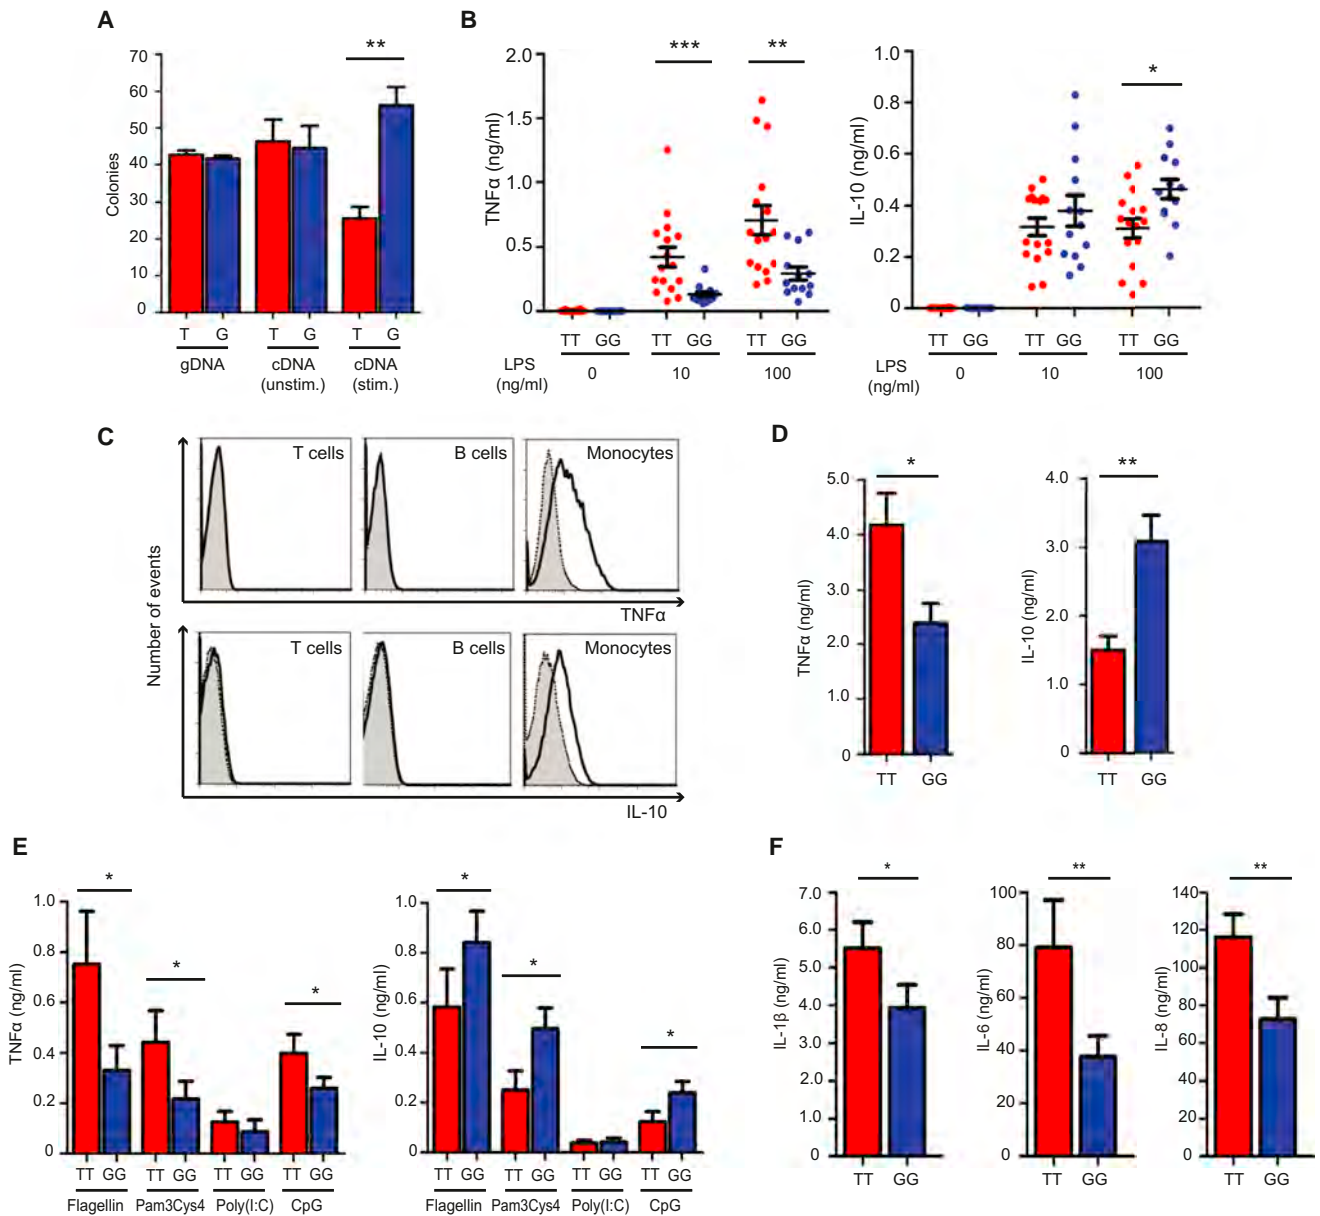 A
**
70
60
50
40
30
20
10
0
Colonies
T G T G T G
gDNA cDNA cDNA
(unstim.) (stim.)
B
*** **
2.0
1.5
1.0
0.5
0
TNFα (ng/ml)
TT GG TT GG TT GG
LPS
(ng/ml)
0 10 100
*
1.0
0.8
0.6
0.4
0.2
0
IL-10 (ng/ml)
TT GG TT GG TT GG
LPS
(ng/ml)
0 10 100
C
Number of events
T cells B cells Monocytes
TNFα
T cells B cells Monocytes
IL-10
D
*
5.0
4.0
3.0
2.0
1.0
0
TNFα (ng/ml)
TT GG
**
4.0
3.0
2.0
1.0
0
IL-10 (ng/ml)
TT GG
E
* * *
1.0
0.8
0.6
0.4
0.2
0
TNFα (ng/ml)
TT GG TT GG TT GG TT GG
Flagellin Pam3Cys4 Poly(I:C) CpG
* * *
1.0
0.8
0.6
0.4
0.2
0
IL-10 (ng/ml)
TT GG TT GG TT GG TT GG
Flagellin Pam3Cys4 Poly(I:C) CpG
F
*
7.0
6.0
5.0
4.0
3.0
2.0
1.0
0
IL-1β (ng/ml)
TT GG
**
100
80
60
40
20
0
IL-6 (ng/ml)
TT GG
**
140
120
100
80
60
40
20
0
IL-8 (ng/ml)
TT GG